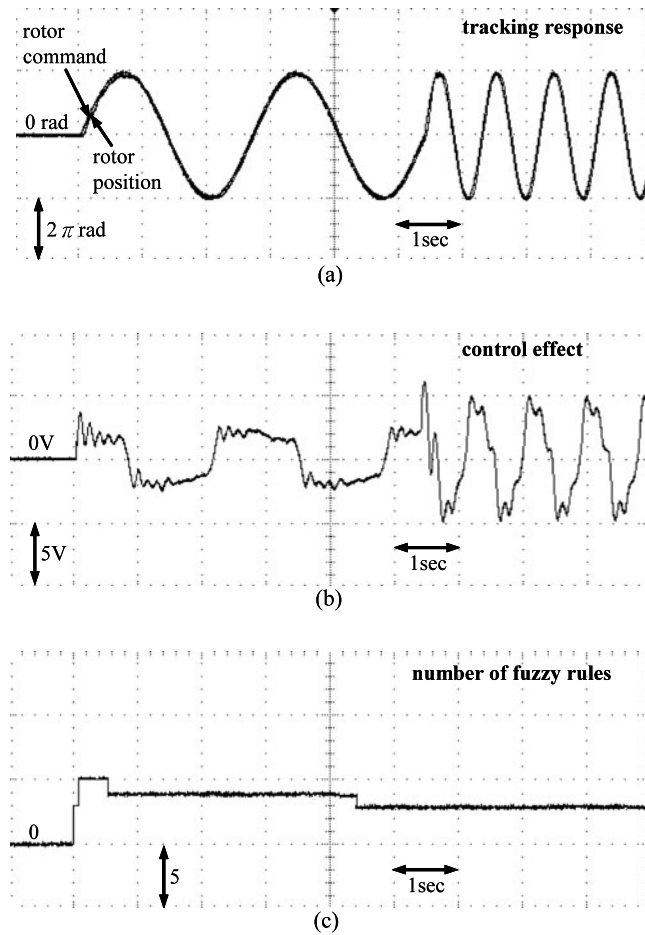 tracking response
rotor
command
0 rad
rotor
position
2 π rad
1sec
(a)
control effect
0V
5V
1sec
(b)
number of fuzzy rules
0
5
1sec
(c)